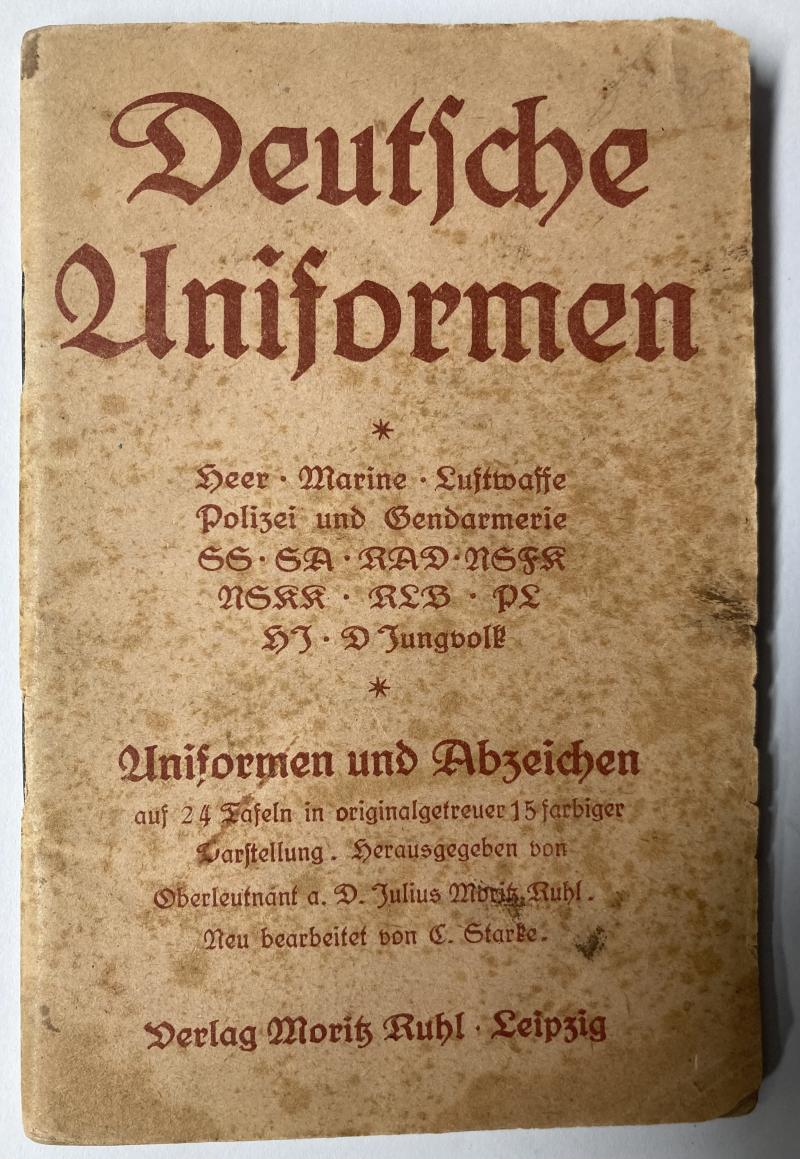 Deutsche
Uniformen
*
Heer · Marine · Luftwaffe
Polizei und Gendarmerie
SS · SA · RAD · NSFK
NSKK · RLB · PL
HJ · D Jungvolk
*
Uniformen und Abzeichen
auf 24 Tafeln in originalgetreuer 15 farbiger
Darstellung. Herausgegeben von
Oberleutnant a. D. Julius Moritz Ruhl.
Neu bearbeitet von C. Starke.
Verlag Moritz Ruhl · Leipzig